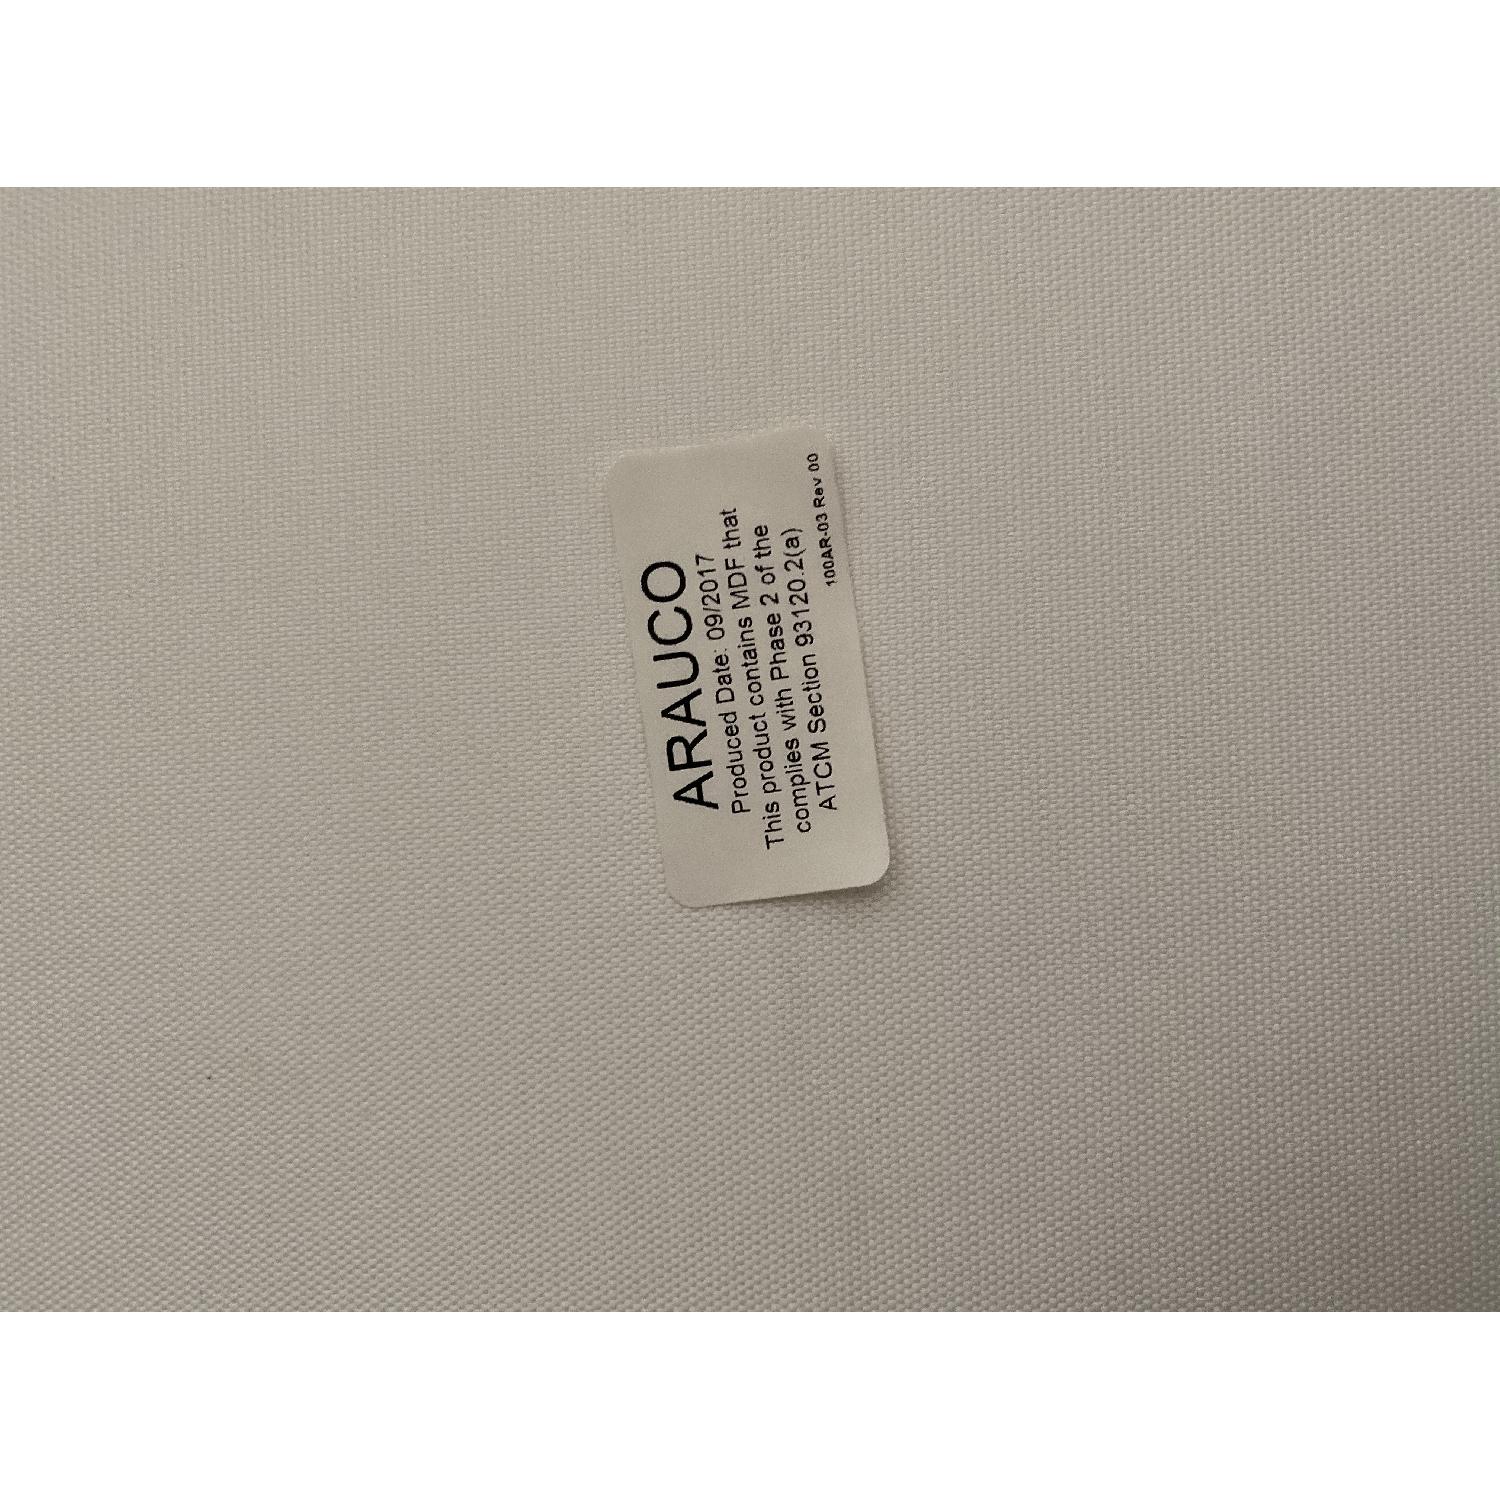 ARAUCO
Produced Date: 09/2017
This product contains MDF that
complies with Phase 2 of the
ATCM Section 93120.2(a)
100AR-03 Rev 00